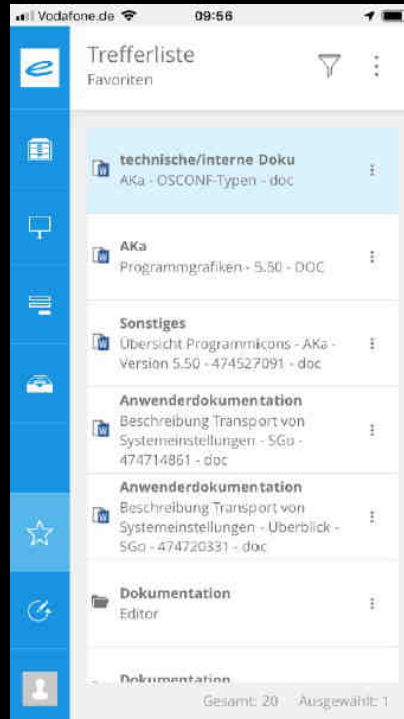 Vodafone.de 09:56
e
Trefferliste
Favoriten
technische/interne Doku
AKa - OSCONF-Typen - doc
AKa
Programmgrafiken - 5.50 - DOC
Sonstiges
Übersicht Programmicons - AKa -
Version 5.50 - 474527091 - doc
Anwenderdokumentation
Beschreibung Transport von
Systemeinstellungen - SGo -
474714861 - doc
Anwenderdokumentation
Beschreibung Transport von
Systemeinstellungen - Überblick -
SGo - 474720331 - doc
Dokumentation
Editor
Dokumentation
Gesamt: 20 Ausgewählt: 1